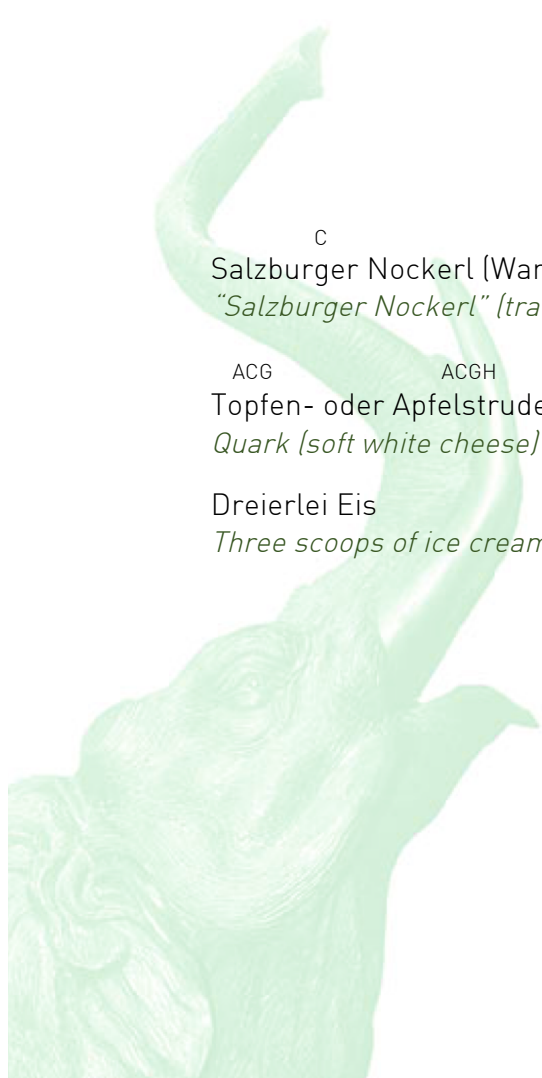 C
Salzburger Nockerl (War
“Salzburger Nockerl” (tra
ACG ACGH
Topfen- oder Apfelstrude
Quark (soft white cheese)
Dreierlei Eis
Three scoops of ice cream